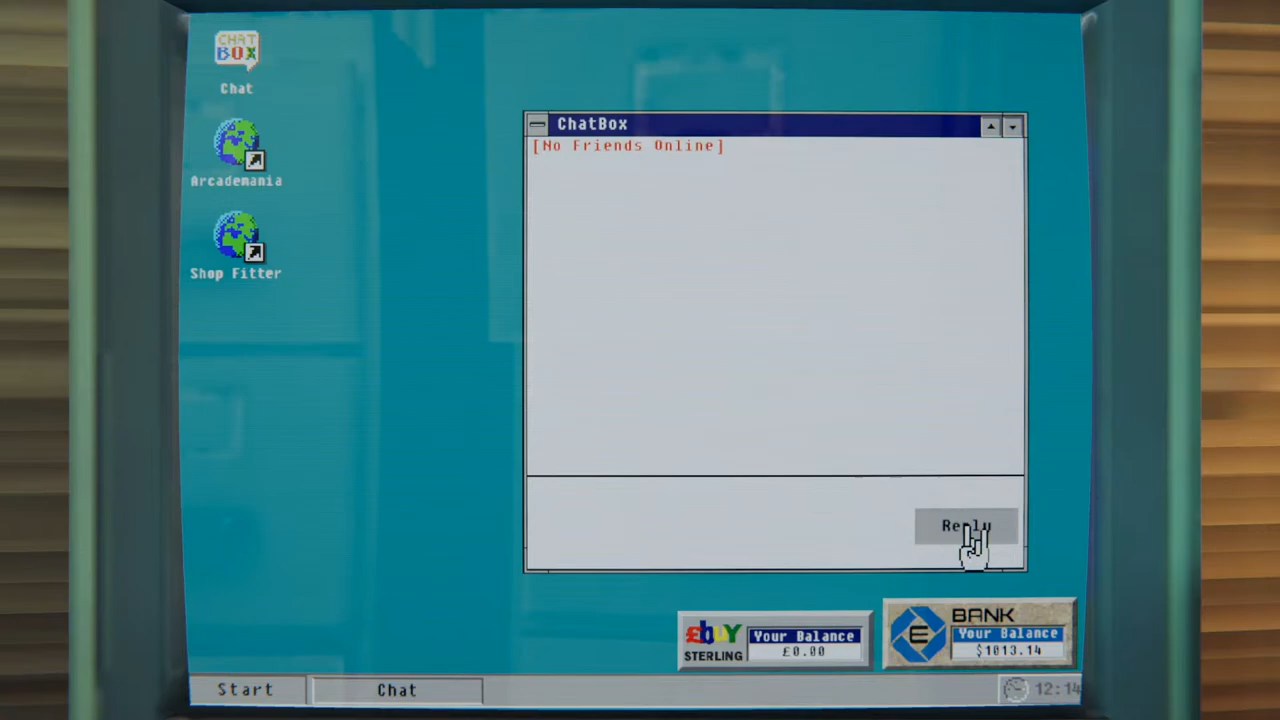 CHAT
BOX
Chat
Arcademania
Shop Fitter
ChatBox
[No Friends Online]
Reply
£buy
STERLING
Your Balance
£0.00
E
BANK
Your Balance
$1013.14
Start
Chat
12:14